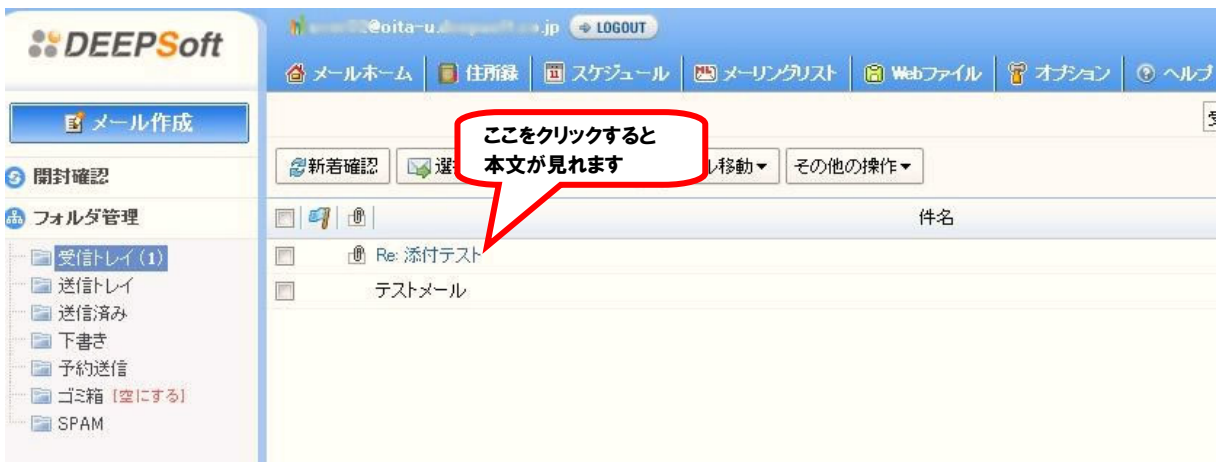 DEEPSoft
@oita-u. .jp LOGOUT
メールホーム 住所録 スケジュール メーリングリスト Webファイル オプション ヘルプ
メール作成
ここをクリックすると
本文が見れます
新着確認 選 ル移動▼ その他の操作▼
開封確認
フォルダ管理
件名
受信トレイ (1)
Re: 添付テスト
送信トレイ
テストメール
送信済み
下書き
予約送信
ゴミ箱 [空にする]
SPAM